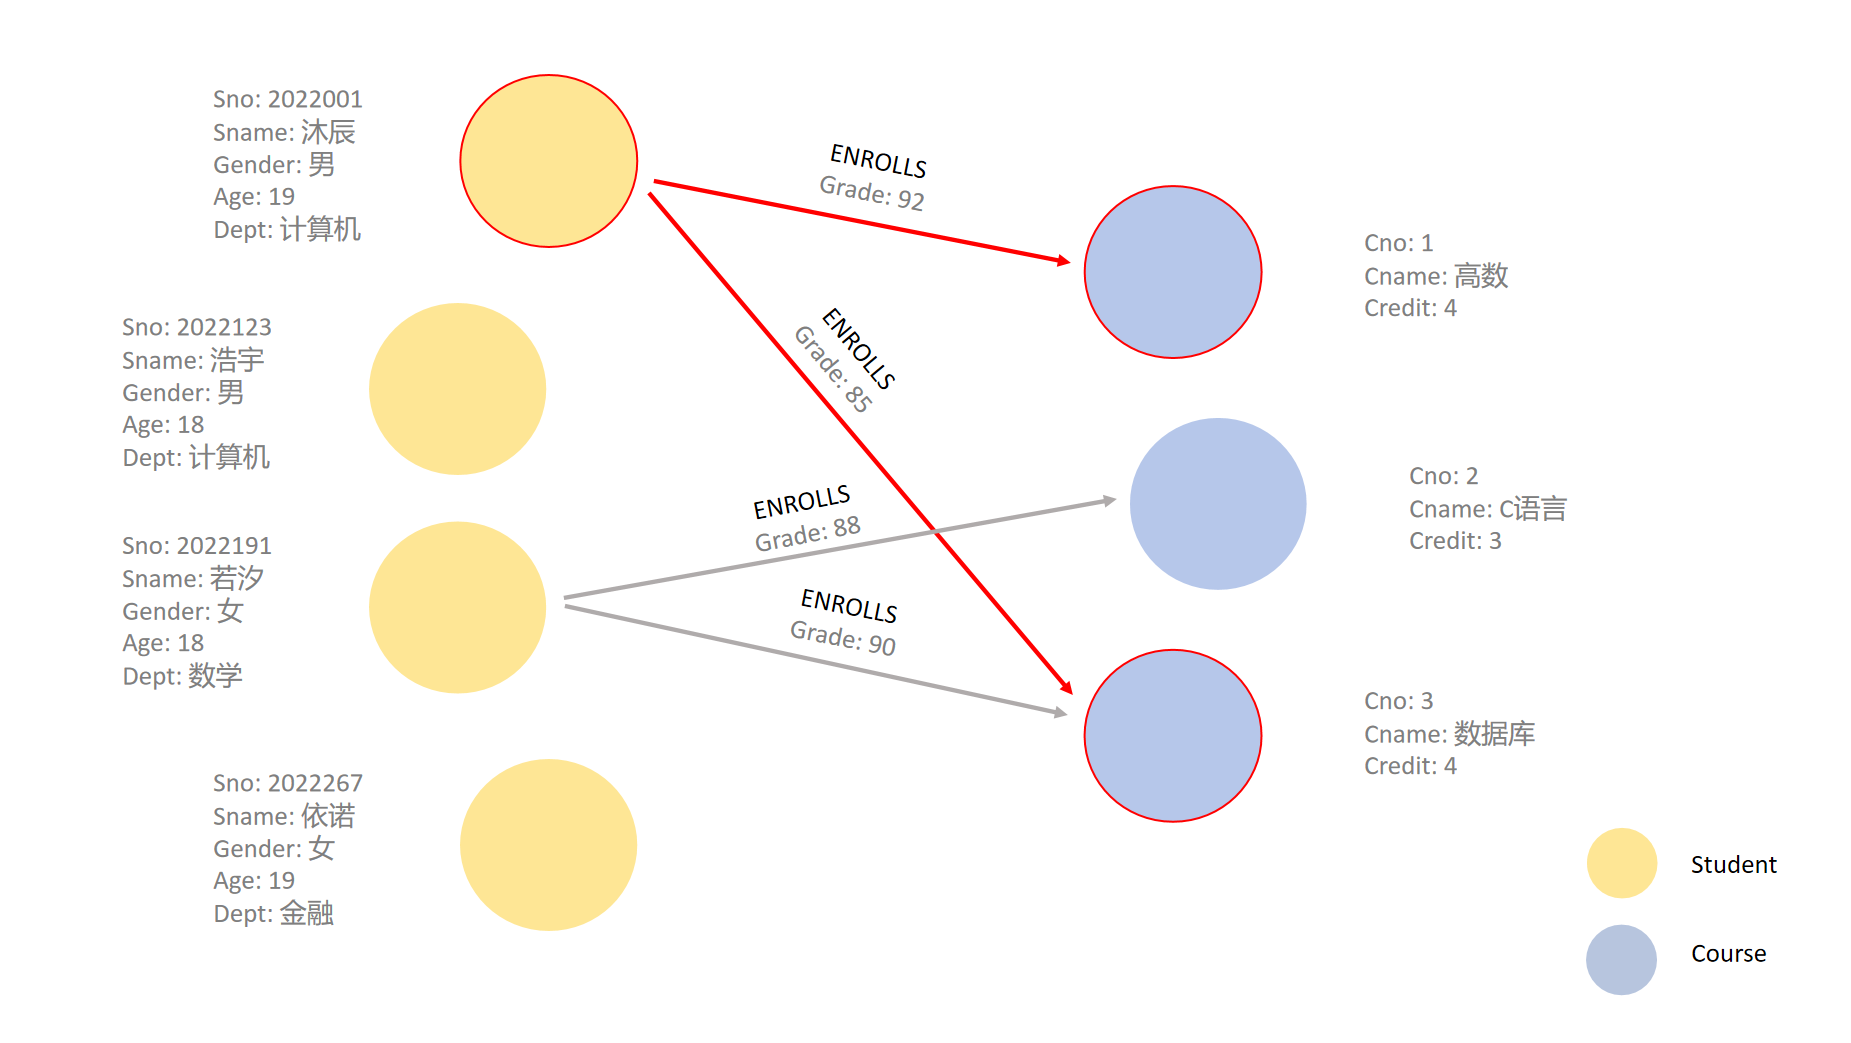 Sno: 2022001
Sname: 沐辰
Gender: 男
Age: 19
Dept: 计算机
ENROLLS
Grade: 92
Cno: 1
Cname: 高数
Credit: 4
Sno: 2022123
Sname: 浩宇
Gender: 男
Age: 18
Dept: 计算机
ENROLLS
Grade: 85
Cno: 2
Cname: C语言
Credit: 3
ENROLLS
Grade: 88
Sno: 2022191
Sname: 若汐
Gender: 女
Age: 18
Dept: 数学
ENROLLS
Grade: 90
Cno: 3
Cname: 数据库
Credit: 4
Sno: 2022267
Sname: 依诺
Gender: 女
Age: 19
Dept: 金融
Student
Course